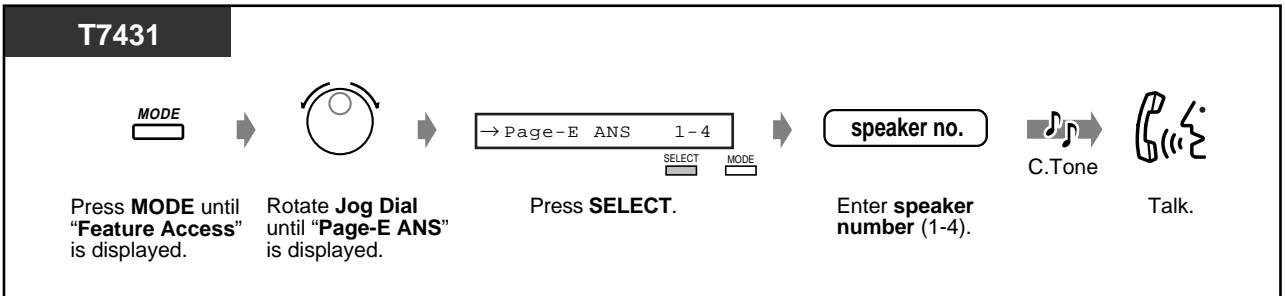 T7431
MODE
→Page-E ANS 1-4
SELECT MODE
speaker no.
C.Tone
Press MODE until
“Feature Access”
is displayed.
Rotate Jog Dial
until “Page-E ANS”
is displayed.
Press SELECT.
Enter speaker
number (1-4).
Talk.